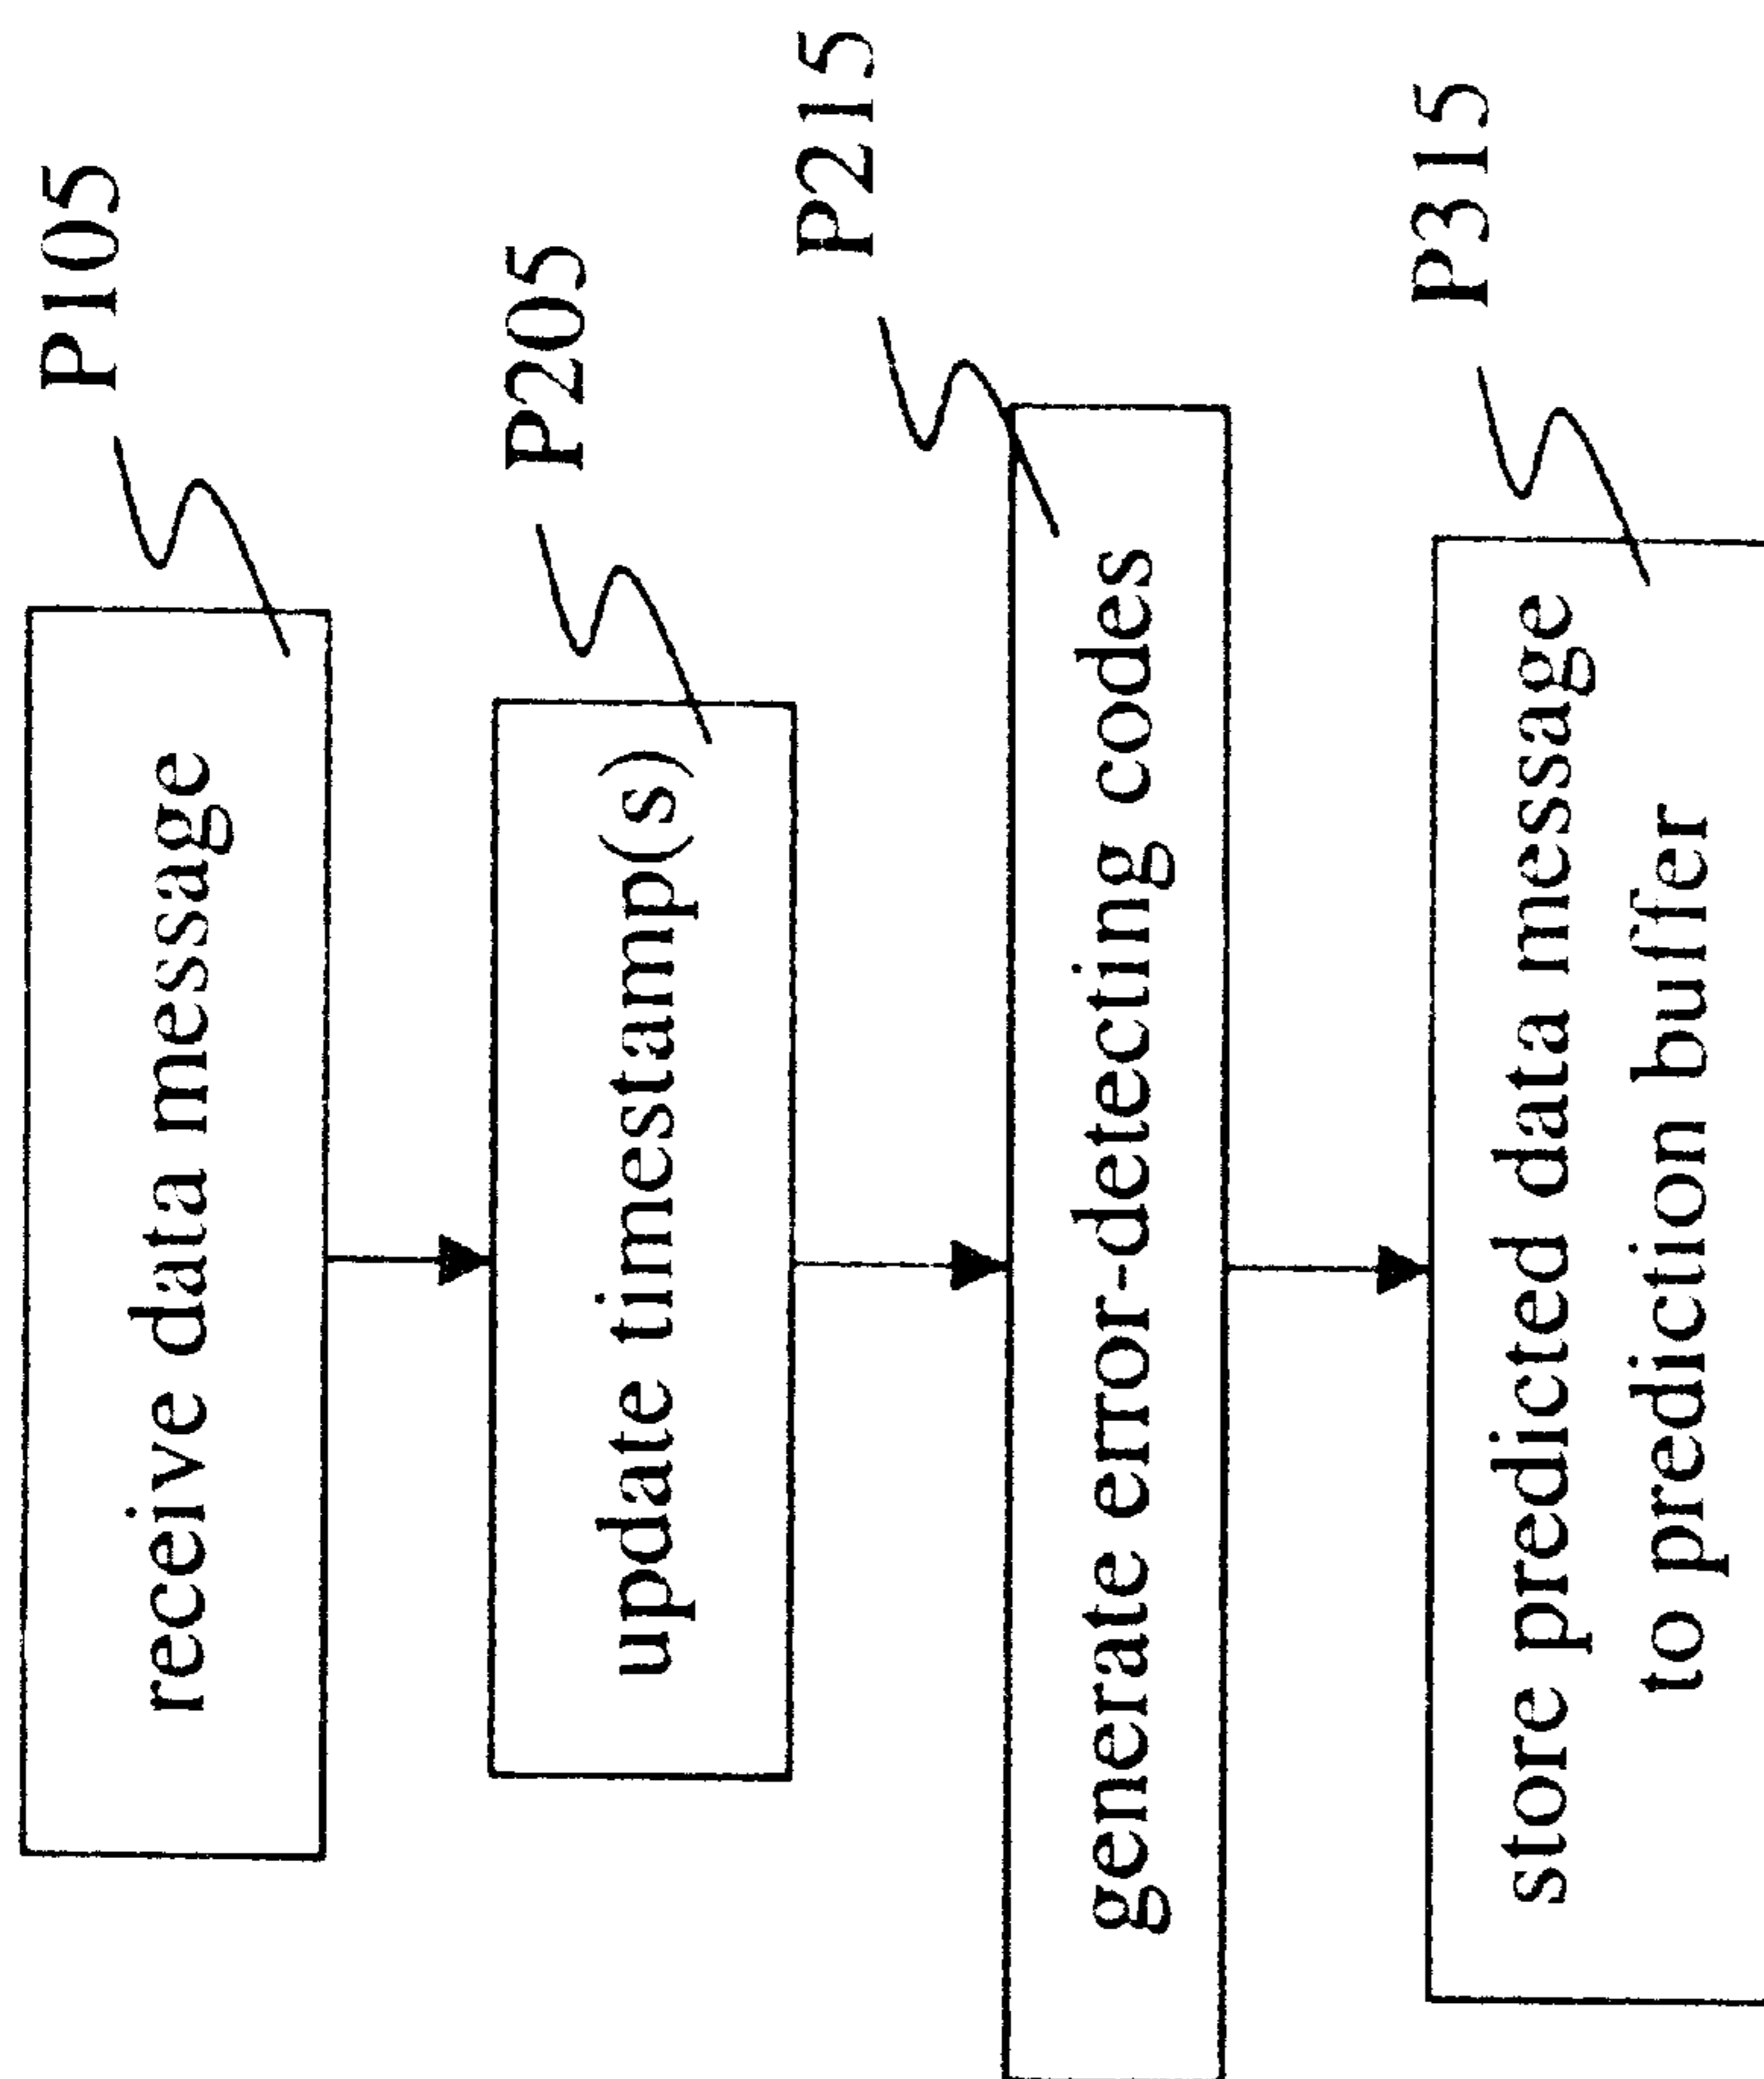 receive data message
P105
update timestamp(s)
P205
generate error-detecting codes
P215
store predicted data message
to prediction buffer
P315